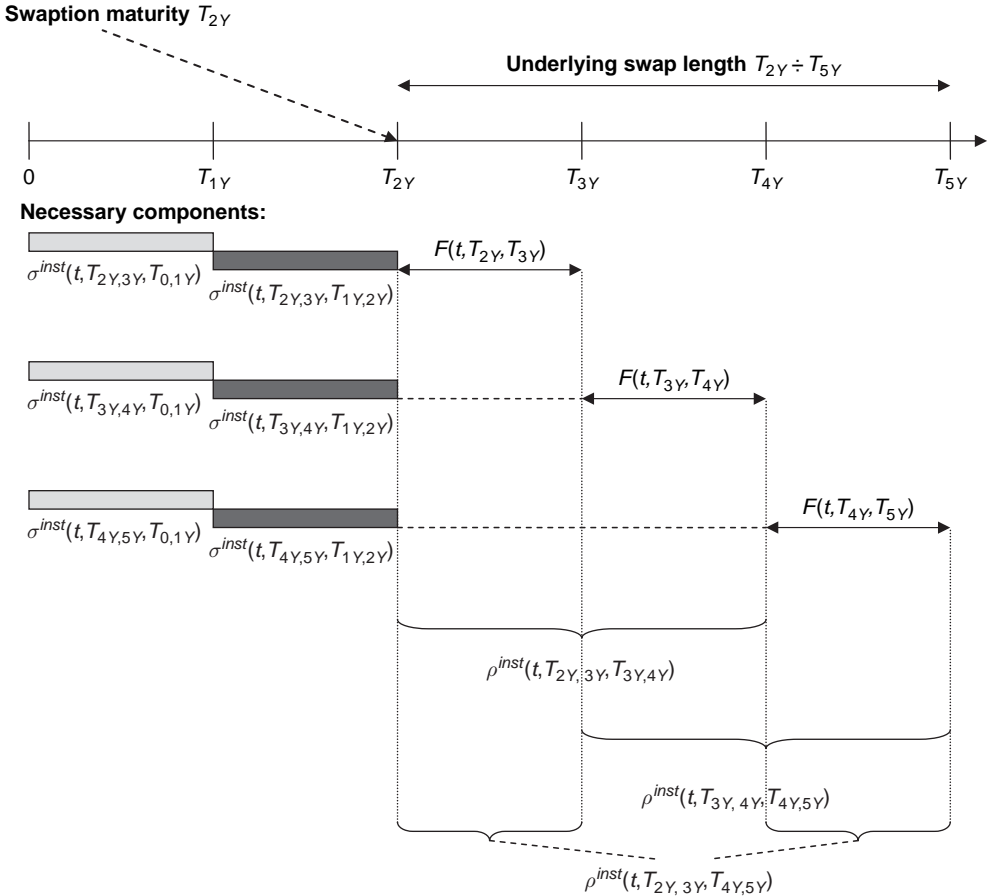 Swaption maturity T2Y
Underlying swap length T2Y ÷ T5Y
0 T1Y T2Y T3Y T4Y T5Y
Necessary components:
F(t,T2Y,T3Y)
σinst(t,T2Y,3Y,T0,1Y)
σinst(t,T2Y,3Y,T1Y,2Y)
F(t,T3Y,T4Y)
σinst(t,T3Y,4Y,T0,1Y)
σinst(t,T3Y,4Y,T1Y,2Y)
F(t,T4Y,T5Y)
σinst(t,T4Y,5Y,T0,1Y)
σinst(t,T4Y,5Y,T1Y,2Y)
ρinst(t,T2Y,3Y,T3Y,4Y)
ρinst(t,T3Y,4Y,T4Y,5Y)
ρinst(t,T2Y,3Y,T4Y,5Y)